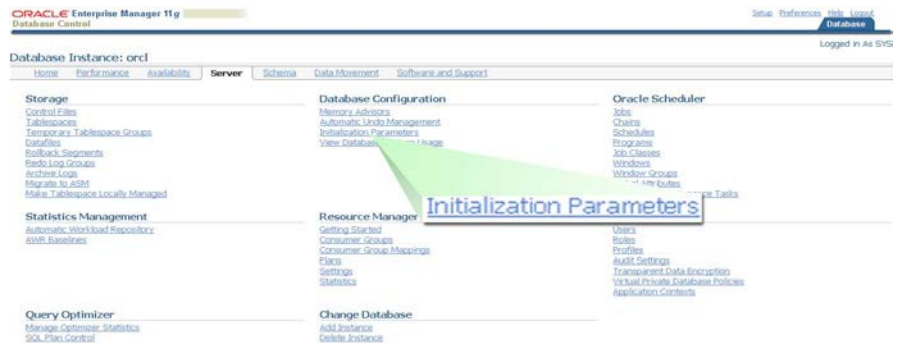 ORACLE Enterprise Manager 11g
Database Control
Setup Preferences Help Logout
Database
Logged in As SYS
Database Instance: orcl
Home Performance Availability Server Schema Data Movement Software and Support
Storage
Control Files
Tablespaces
Temporary Tablespace Groups
Datafiles
Rollback Segments
Redo Log Groups
Archive Logs
Migrate to ASM
Make Tablespace Locally Managed
Database Configuration
Memory Advisors
Automatic Undo Management
Initialization Parameters
View Database Usage
Oracle Scheduler
Jobs
Chains
Schedules
Programs
Job Classes
Windows
Window Groups
Attributes
Tasks
Initialization Parameters
Statistics Management
Automatic Workload Repository
AWR Baselines
Resource Manager
Getting Started
Consumer Groups
Consumer Group Mappings
Plans
Settings
Statistics
Users
Roles
Profiles
Audit Settings
Transparent Data Encryption
Virtual Private Database Policies
Application Contexts
Query Optimizer
Manage Optimizer Statistics
SQL Plan Control
Change Database
Add Instance
Delete Instance